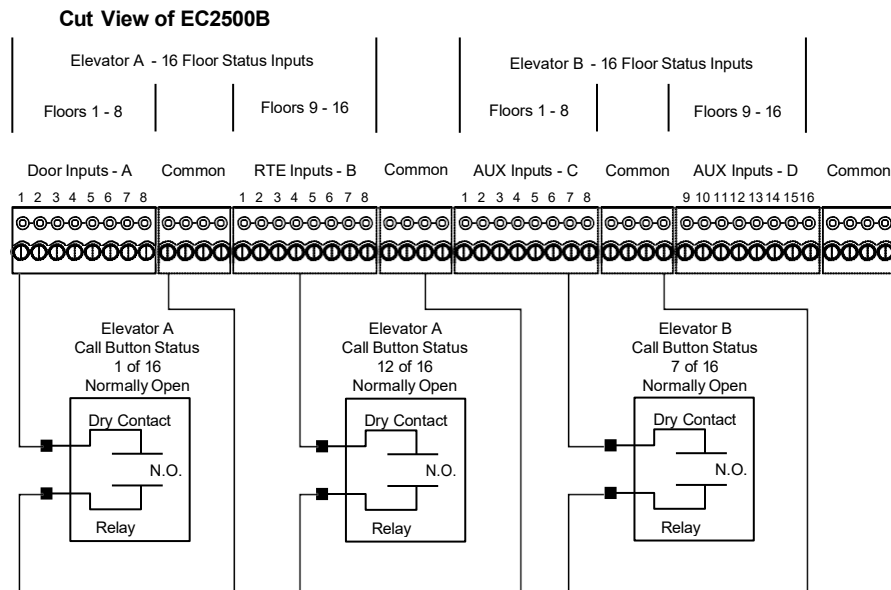 Cut View of EC2500B
Elevator A - 16 Floor Status Inputs
Elevator B - 16 Floor Status Inputs
Floors 1 - 8
Floors 9 - 16
Floors 1 - 8
Floors 9 - 16
Door Inputs - A
Common
RTE Inputs - B
Common
AUX Inputs - C
Common
AUX Inputs - D
Common
1 2 3 4 5 6 7 8
1 2 3 4 5 6 7 8
1 2 3 4 5 6 7 8
9 10 11 12 13 14 15 16
Elevator A
Call Button Status
1 of 16
Normally Open
Dry Contact
N.O.
Relay
Elevator A
Call Button Status
12 of 16
Normally Open
Dry Contact
N.O.
Relay
Elevator B
Call Button Status
7 of 16
Normally Open
Dry Contact
N.O.
Relay